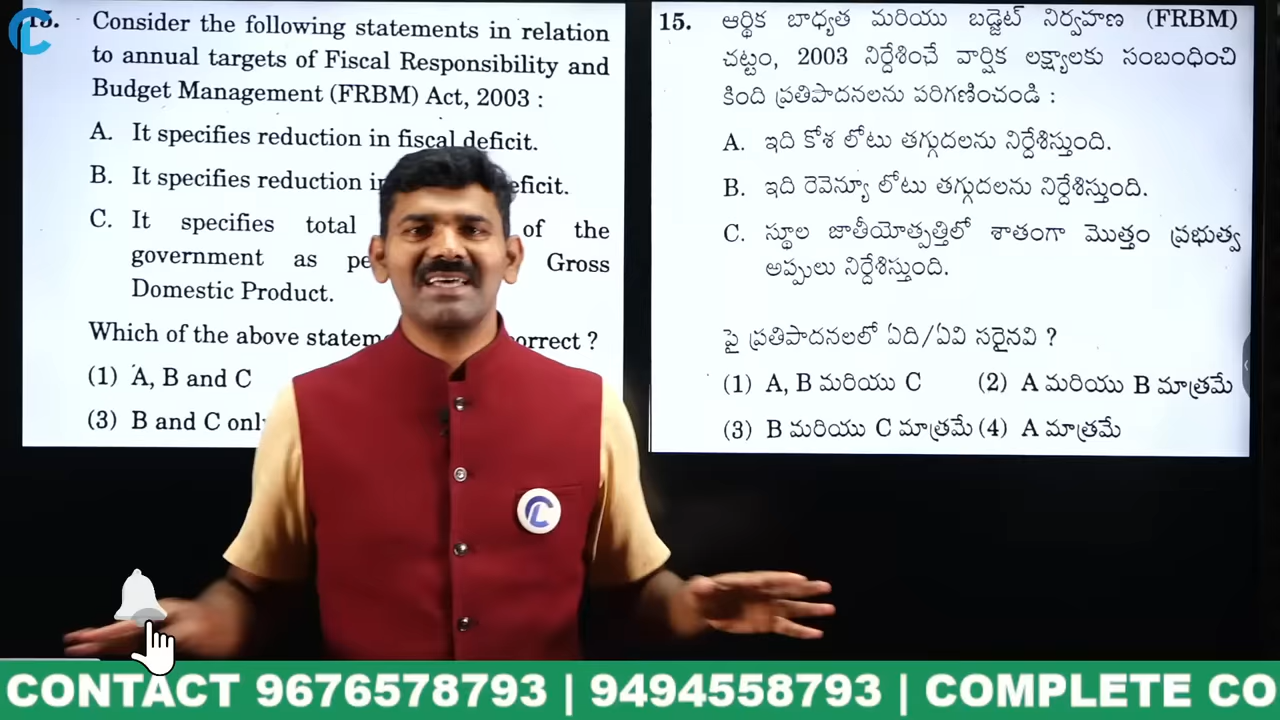 15. Consider the following statements in relation
to annual targets of Fiscal Responsibility and
Budget Management (FRBM) Act, 2003 :
A. It specifies reduction in fiscal deficit.
B. It specifies reduction in
C. It specifies total of the
government as Gross
Domestic Product.
Which of the above ?
(1) A, B and C
(3) B and C
15. ఆర్థిక బాధ్యత మరియు బడ్జెట్ నిర్వహణ (FRBM)
చట్టం, 2003 నిర్దేశించే వార్షిక లక్ష్యాలకు సంబంధించి
కింది ప్రతిపాదనలను పరిగణించండి :
A. ఇది కోశ లోటు తగ్గుదలను నిర్దేశిస్తుంది.
B. ఇది రెవెన్యూ లోటు తగ్గుదలను నిర్దేశిస్తుంది.
C. స్థూల జాతీయోత్పత్తిలో శాతంగా మొత్తం ప్రభుత్వ
అప్పులు నిర్దేశిస్తుంది.
పై ప్రతిపాదనలలో ఏది/ఏవి సరైనవి ?
(1) A, B మరియు C (2) A మరియు B మాత్రమే
(3) B మరియు C మాత్రమే (4) A మాత్రమే
CONTACT 9676578793 | 9494558793 | COMPLETE CO